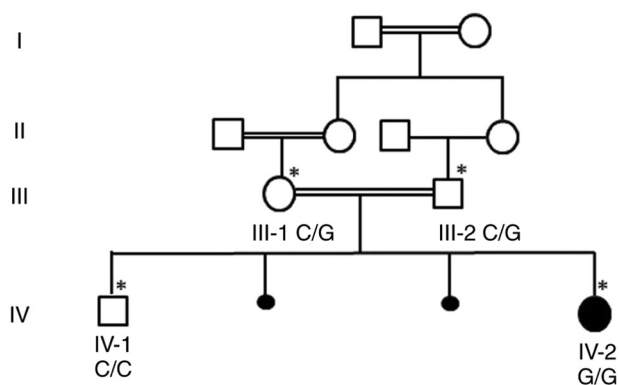 I
II
*
*
III
III-1 C/G
III-2 C/G
*
*
IV
IV-1
C/C
IV-2
G/G